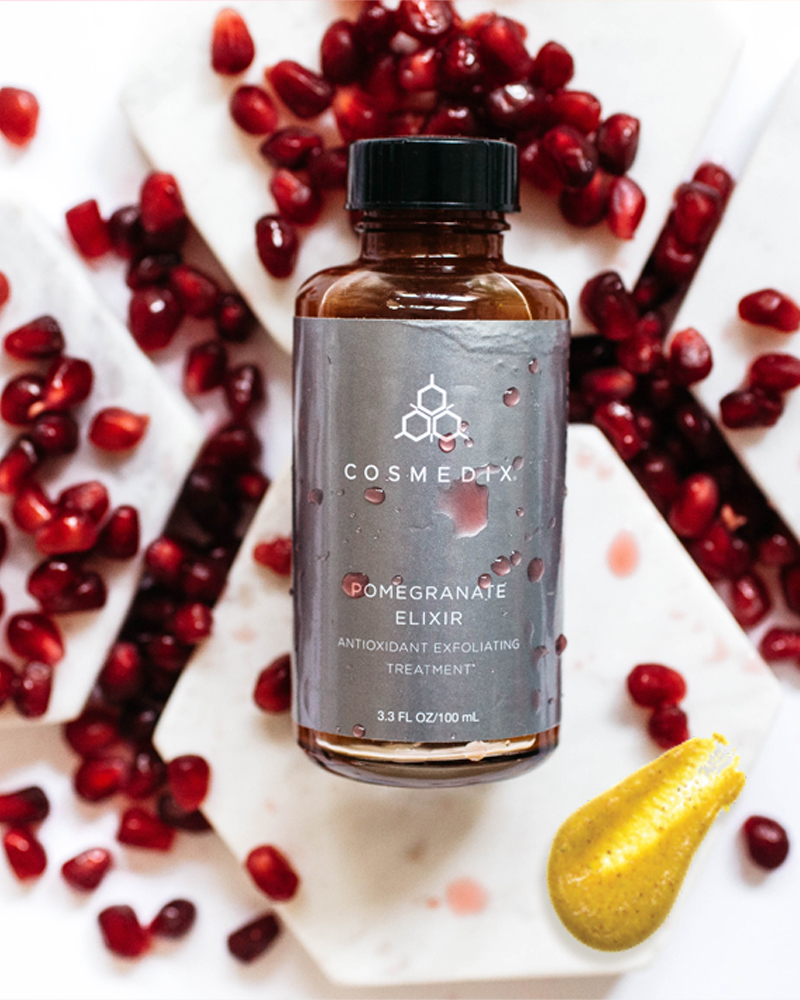 COSMEDIX
POMEGRANATE
ELIXIR
ANTIOXIDANT EXFOLIATING
TREATMENT
3.3 FL OZ/100 mL